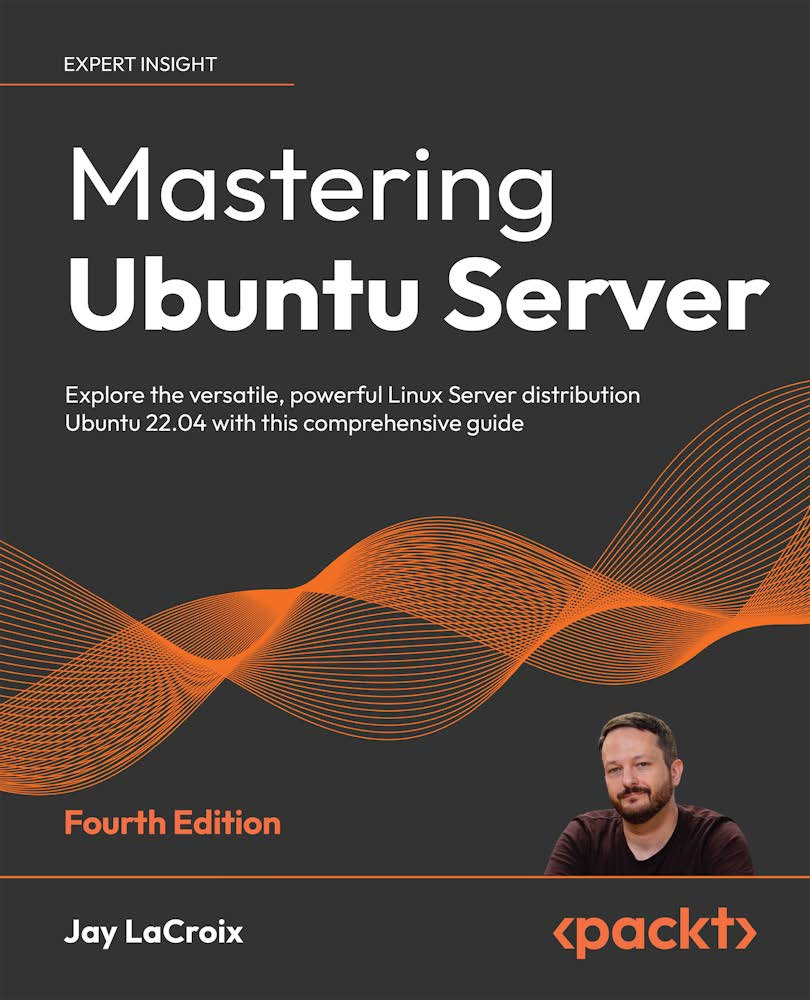 EXPERT INSIGHT
Mastering
Ubuntu Server
Explore the versatile, powerful Linux Server distribution
Ubuntu 22.04 with this comprehensive guide
Fourth Edition
Jay LaCroix
<packt>